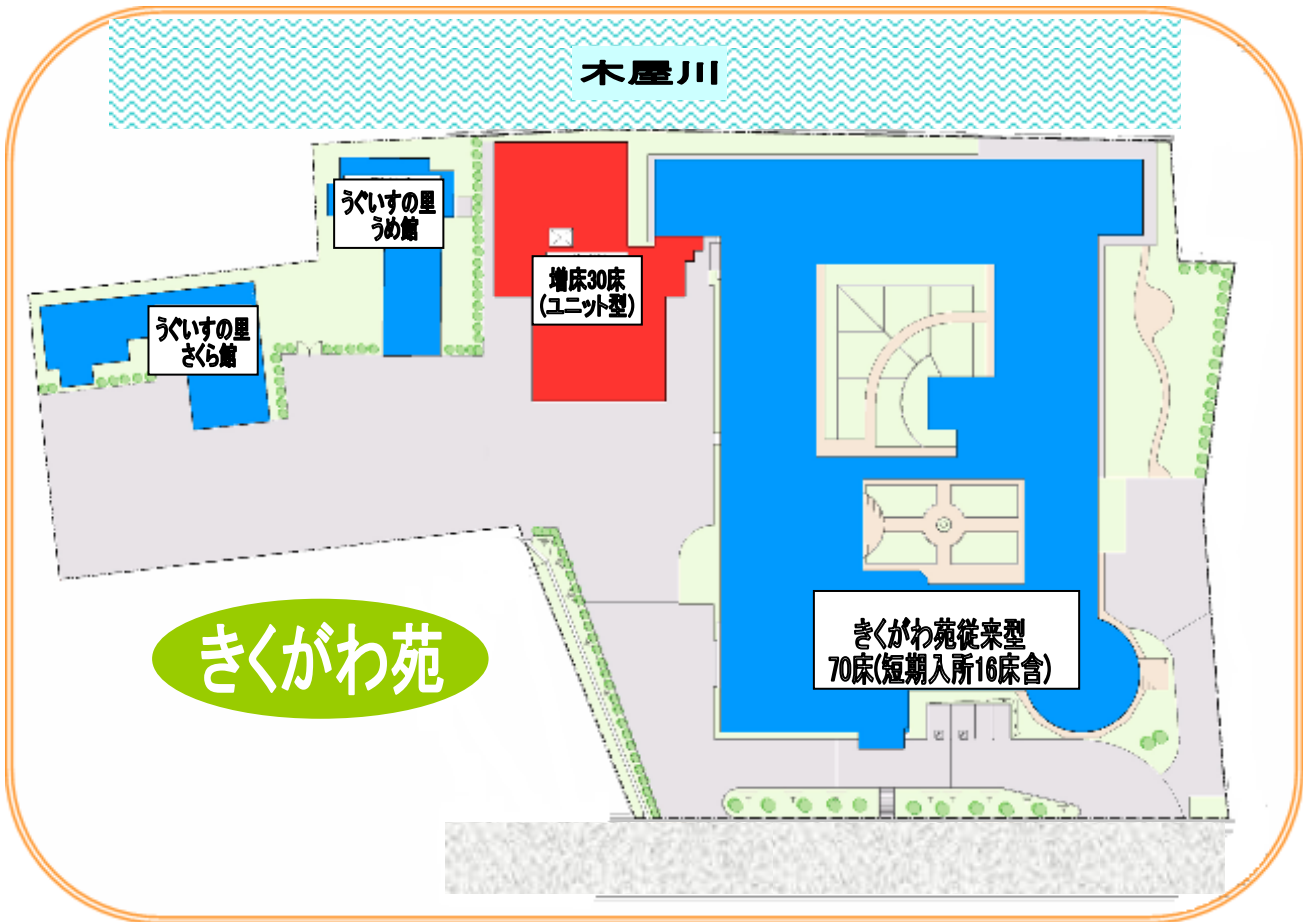 木屋川
うぐいすの里
うめ館
増床30床
(ユニット型)
うぐいすの里
さくら館
きくがわ苑従来型
70床(短期入所16床含)
きくがわ苑